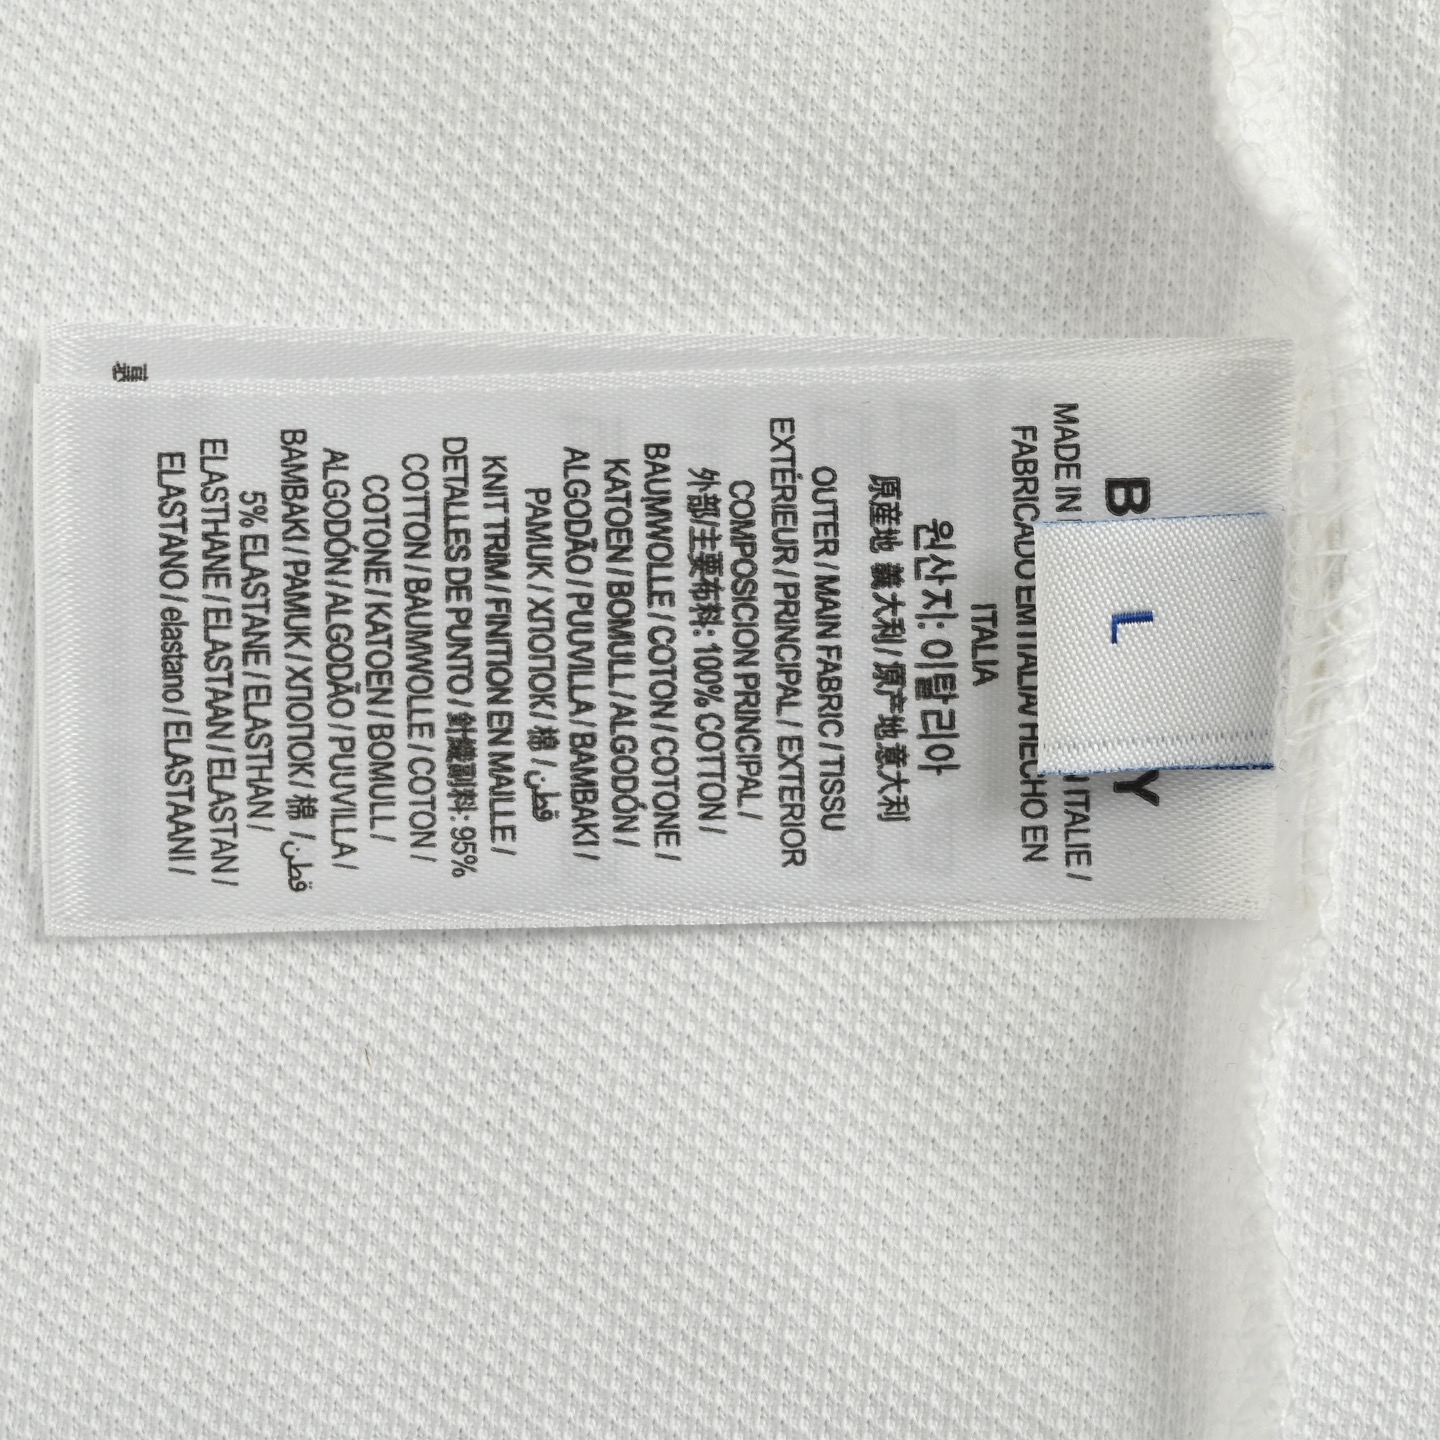 B
Y
L
MADE IN
ITALIE /
FABRICADO EM ITALIA / HECHO EN
ITALIA
원산지: 이탈리아
原産地 義大利 / 原产地意大利
OUTER / MAIN FABRIC / TISSU
EXTÉRIEUR / PRINCIPAL / EXTERIOR
COMPOSICION PRINCIPAL /
外部/主要布料: 100% COTTON /
BAUMWOLLE / COTON / COTONE /
KATOEN / BOMULL / ALGODÓN /
ALGODÃO / PUUVILLA / BAMBAKI /
PAMUK / ХЛОПОК / 棉 / قطن
KNIT TRIM / FINITION EN MAILLE /
DETALLES DE PUNTO / 針織副料: 95%
COTTON / BAUMWOLLE / COTON /
COTONE / KATOEN / BOMULL /
ALGODÓN / ALGODÃO / PUUVILLA /
BAMBAKI / PAMUK / ХЛОПОК / 棉 / قطن
5% ELASTANE / ELASTHAN /
ELASTHANE / ELASTAAN / ELASTAN /
ELASTANO / elastano / ELASTAANI /